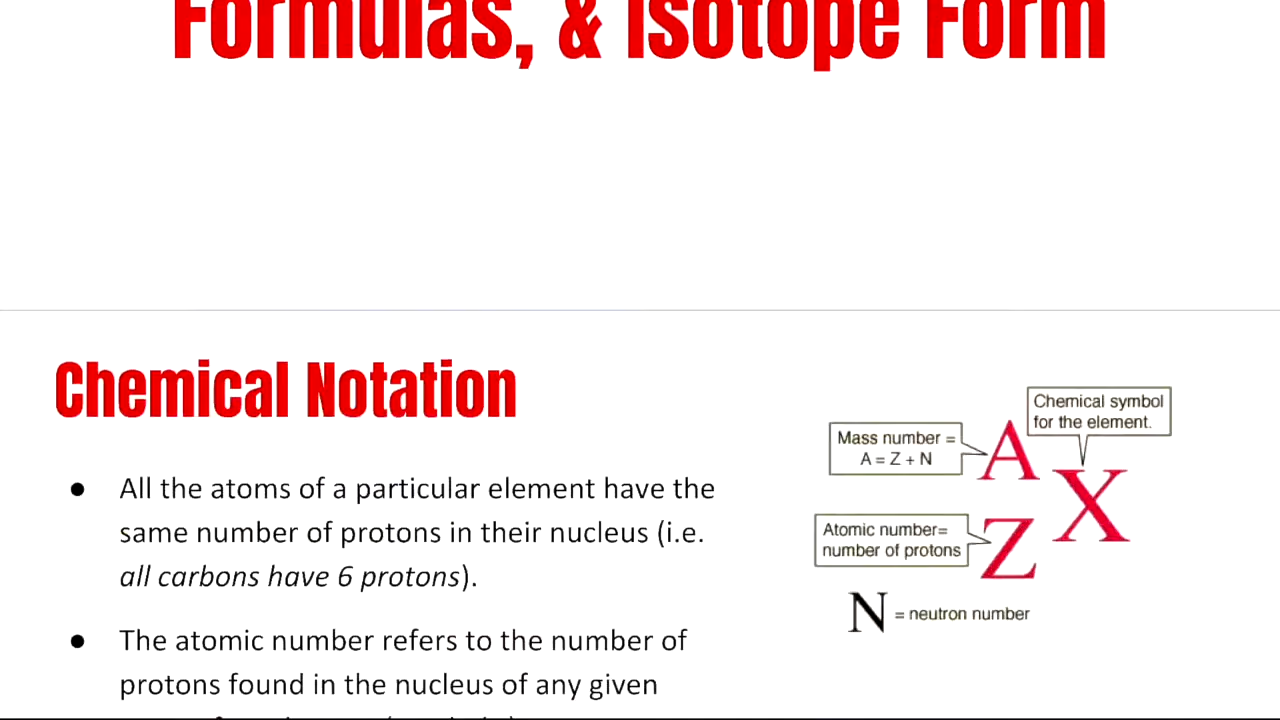 Formulas, & Isotope Form
Chemical Notation
● All the atoms of a particular element have the
same number of protons in their nucleus (i.e.
all carbons have 6 protons).
● The atomic number refers to the number of
protons found in the nucleus of any given
Chemical symbol
for the element.
Mass number =
A = Z + N
A
X
Atomic number=
number of protons
Z
N = neutron number